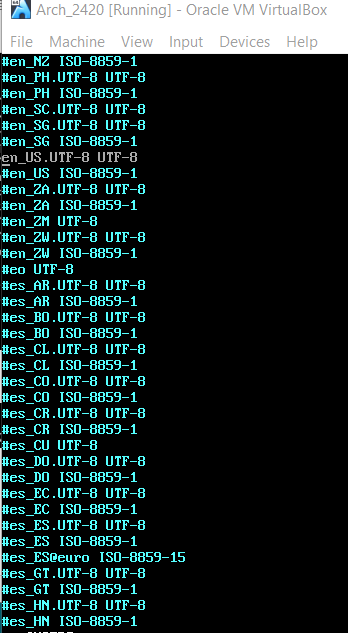 Arch_2420 [Running] - Oracle VM VirtualBox
File Machine View Input Devices Help
#en_NZ ISO-8859-1
#en_PH.UTF-8 UTF-8
#en_PH ISO-8859-1
#en_SC.UTF-8 UTF-8
#en_SG.UTF-8 UTF-8
#en_SG ISO-8859-1
en_US.UTF-8 UTF-8
#en_US ISO-8859-1
#en_ZA.UTF-8 UTF-8
#en_ZA ISO-8859-1
#en_ZM UTF-8
#en_ZW.UTF-8 UTF-8
#en_ZW ISO-8859-1
#eo UTF-8
#es_AR.UTF-8 UTF-8
#es_AR ISO-8859-1
#es_BO.UTF-8 UTF-8
#es_BO ISO-8859-1
#es_CL.UTF-8 UTF-8
#es_CL ISO-8859-1
#es_CO.UTF-8 UTF-8
#es_CO ISO-8859-1
#es_CR.UTF-8 UTF-8
#es_CR ISO-8859-1
#es_CU UTF-8
#es_DO.UTF-8 UTF-8
#es_DO ISO-8859-1
#es_EC.UTF-8 UTF-8
#es_EC ISO-8859-1
#es_ES.UTF-8 UTF-8
#es_ES ISO-8859-1
#es_ES@euro ISO-8859-15
#es_GT.UTF-8 UTF-8
#es_GT ISO-8859-1
#es_HN.UTF-8 UTF-8
#es_HN ISO-8859-1